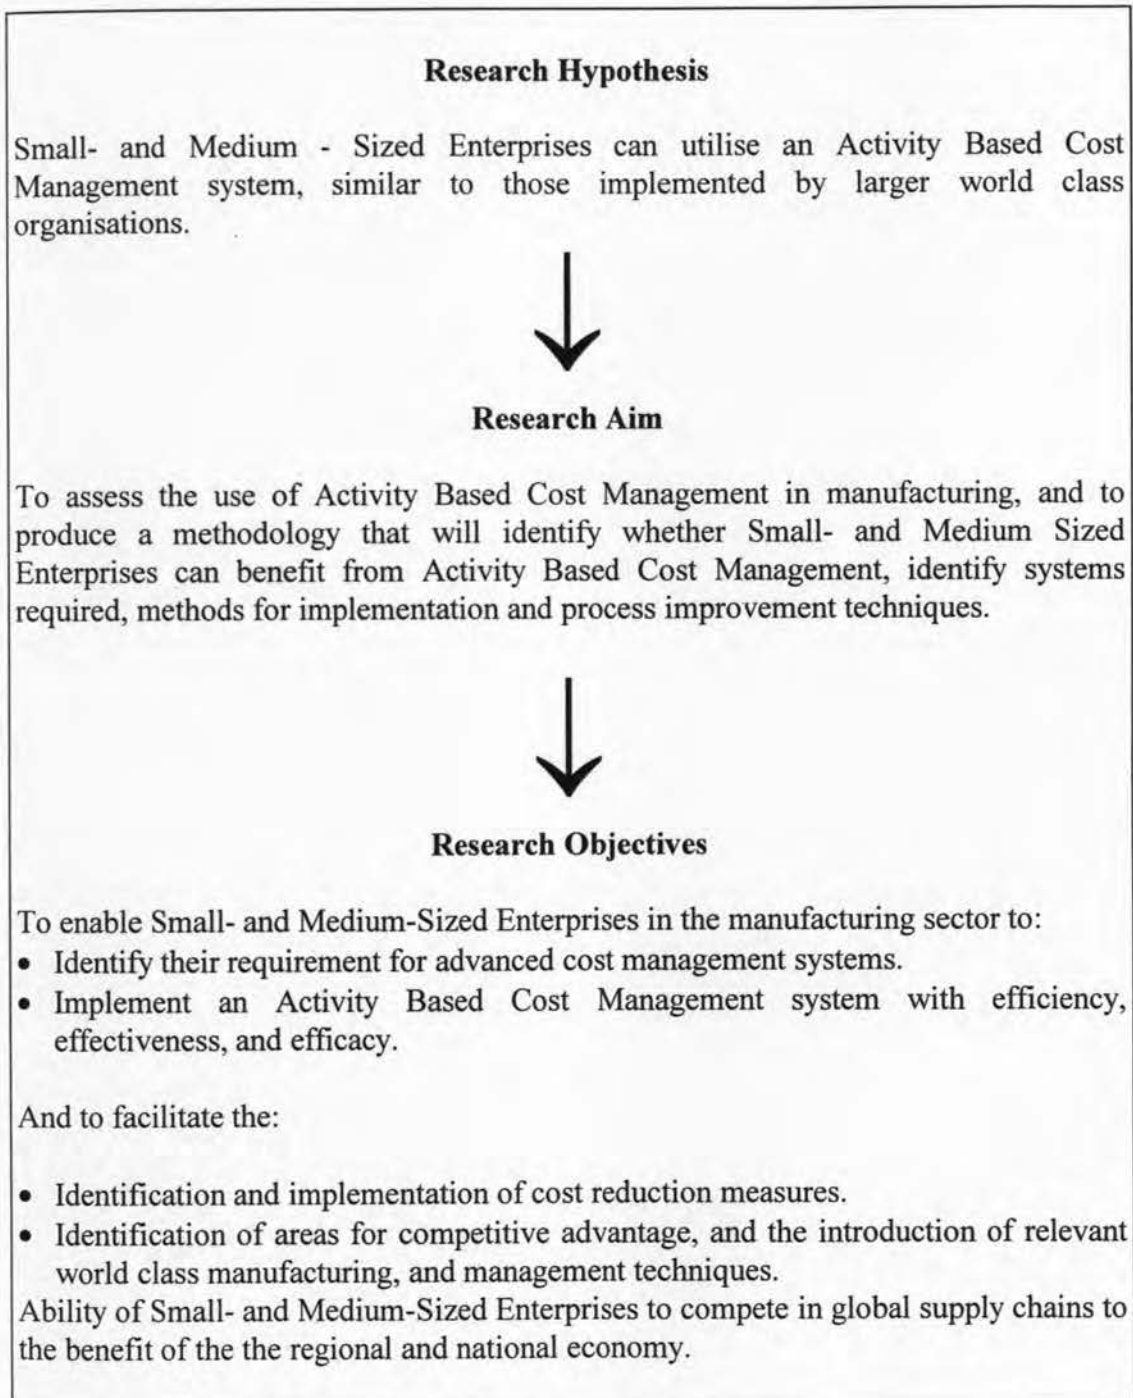 Research Hypothesis
Small- and Medium - Sized Enterprises can utilise an Activity Based Cost
Management system, similar to those implemented by larger world class
organisations.
Research Aim
To assess the use of Activity Based Cost Management in manufacturing, and to
produce a methodology that will identify whether Small- and Medium Sized
Enterprises can benefit from Activity Based Cost Management, identify systems
required, methods for implementation and process improvement techniques.
Research Objectives
To enable Small- and Medium-Sized Enterprises in the manufacturing sector to:
• Identify their requirement for advanced cost management systems.
• Implement an Activity Based Cost Management system with efficiency,
effectiveness, and efficacy.
And to facilitate the:
• Identification and implementation of cost reduction measures.
• Identification of areas for competitive advantage, and the introduction of relevant
world class manufacturing, and management techniques.
Ability of Small- and Medium-Sized Enterprises to compete in global supply chains to
the benefit of the the regional and national economy.